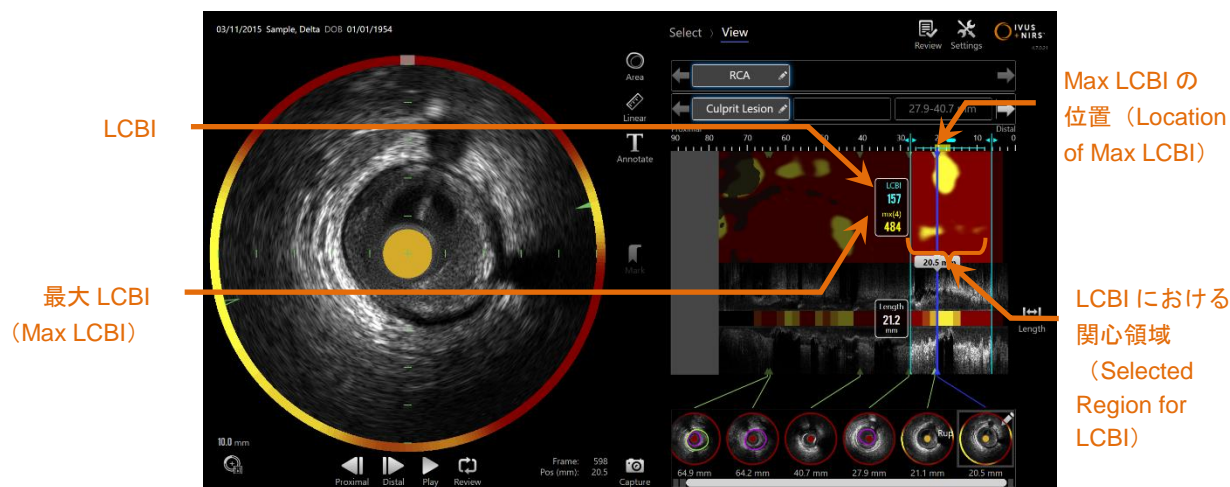 03/11/2015 Sample, Delta DOB 01/01/1954
Select 〉 View
Review
Settings
IVUS
+NIRS
Area
Linear
T
Annotate
Mark
RCA
Culprit Lesion
27.9-40.7 mm
Proximal
Distal
90 80 70 60 50 40 30 20 10 0
LCBI
157
mx(4)
484
20.5 mm
Length
21.2
mm
Length
Rup
64.9 mm
64.2 mm
40.7 mm
27.9 mm
21.1 mm
20.5 mm
10.0 mm
Proximal
Distal
Play
Review
Frame: 598
Pos (mm): 20.5
Capture
LCBI
最大 LCBI
（Max LCBI）
Max LCBI の
位置（Location
of Max LCBI）
LCBI における
関心領域
（Selected
Region for
LCBI）